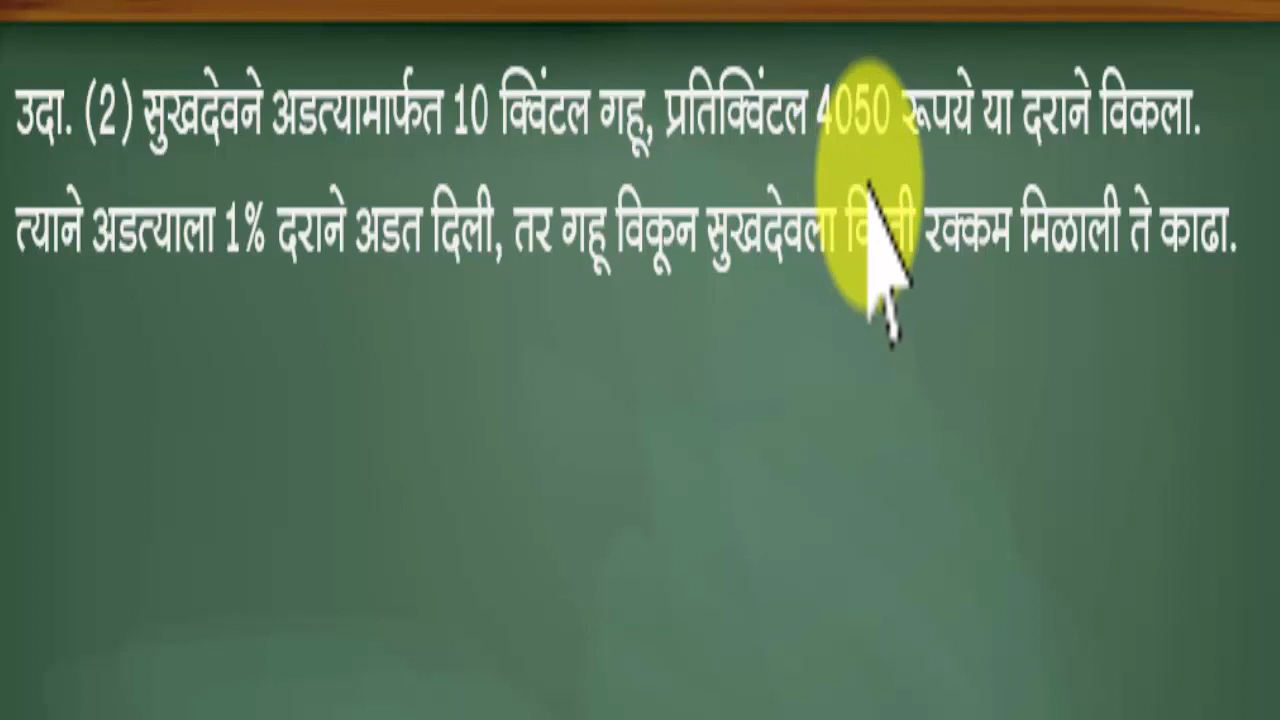 उदा. (2) सुखदेवने अडत्यामार्फत 10 क्विंटल गहू, प्रतिक्विंटल 4050 रूपये या दराने विकला.
त्याने अडत्याला 1% दराने अडत दिली, तर गहू विकून सुखदेवला रक्कम मिळाली ते काढा.